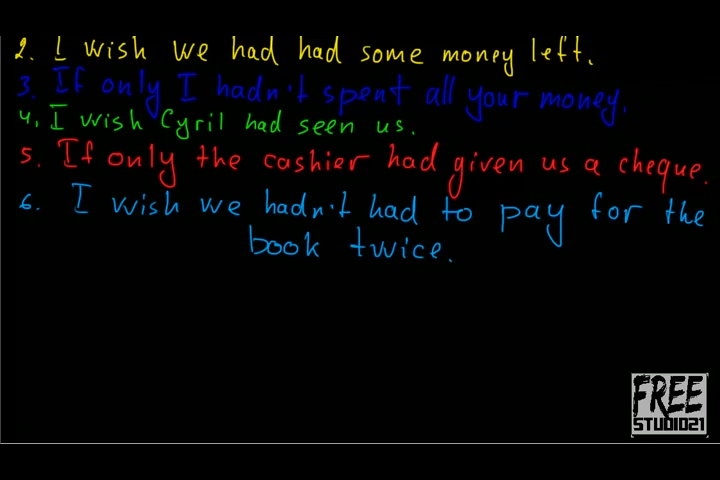 2. I wish we had had some money left.
3. If only I hadn't spent all your money.
4. I wish Cyril had seen us.
5. If only the cashier had given us a cheque.
6. I wish we hadn't had to pay for the
book twice.
FREE
STUDIO21